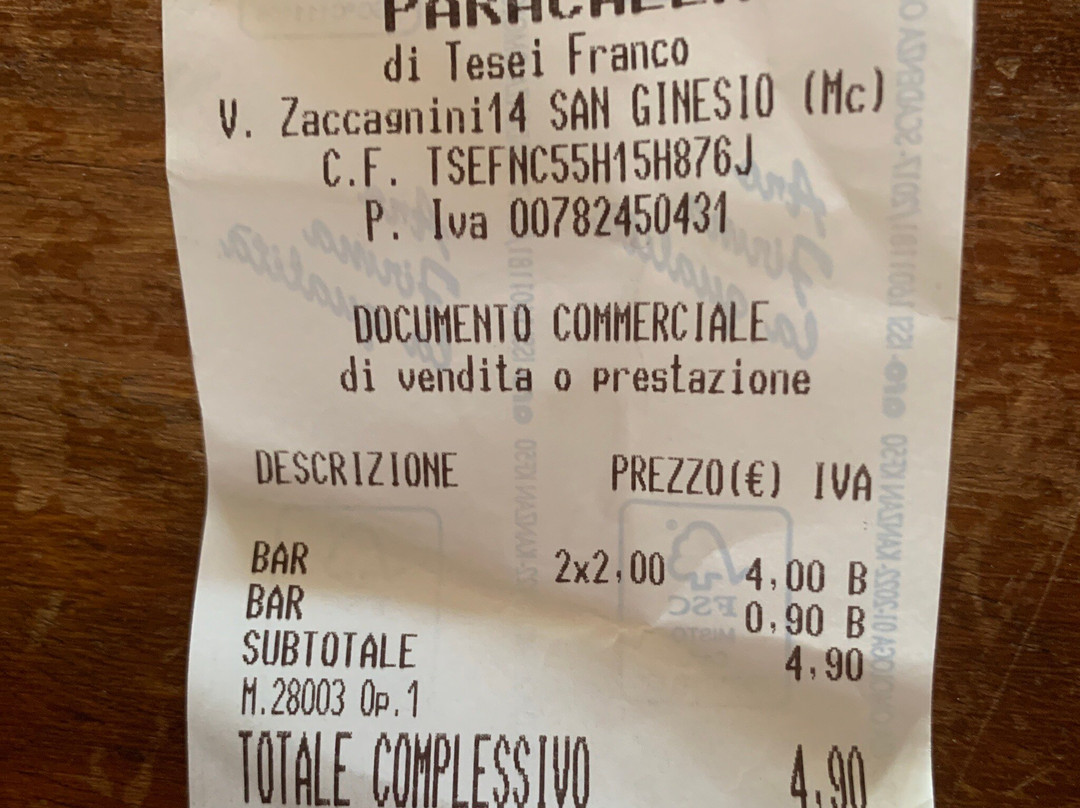 di Tesei Franco
V. Zaccagnini14 SAN GINESIO (Mc)
C.F. TSEFNC55H15H876J
P. Iva 00782450431
DOCUMENTO COMMERCIALE
di vendita o prestazione
DESCRIZIONE PREZZO(€) IVA
BAR 2x2,00 4,00 B
BAR 0,90 B
SUBTOTALE 4,90
M.28003 Op.1
TOTALE COMPLESSIVO 4,90